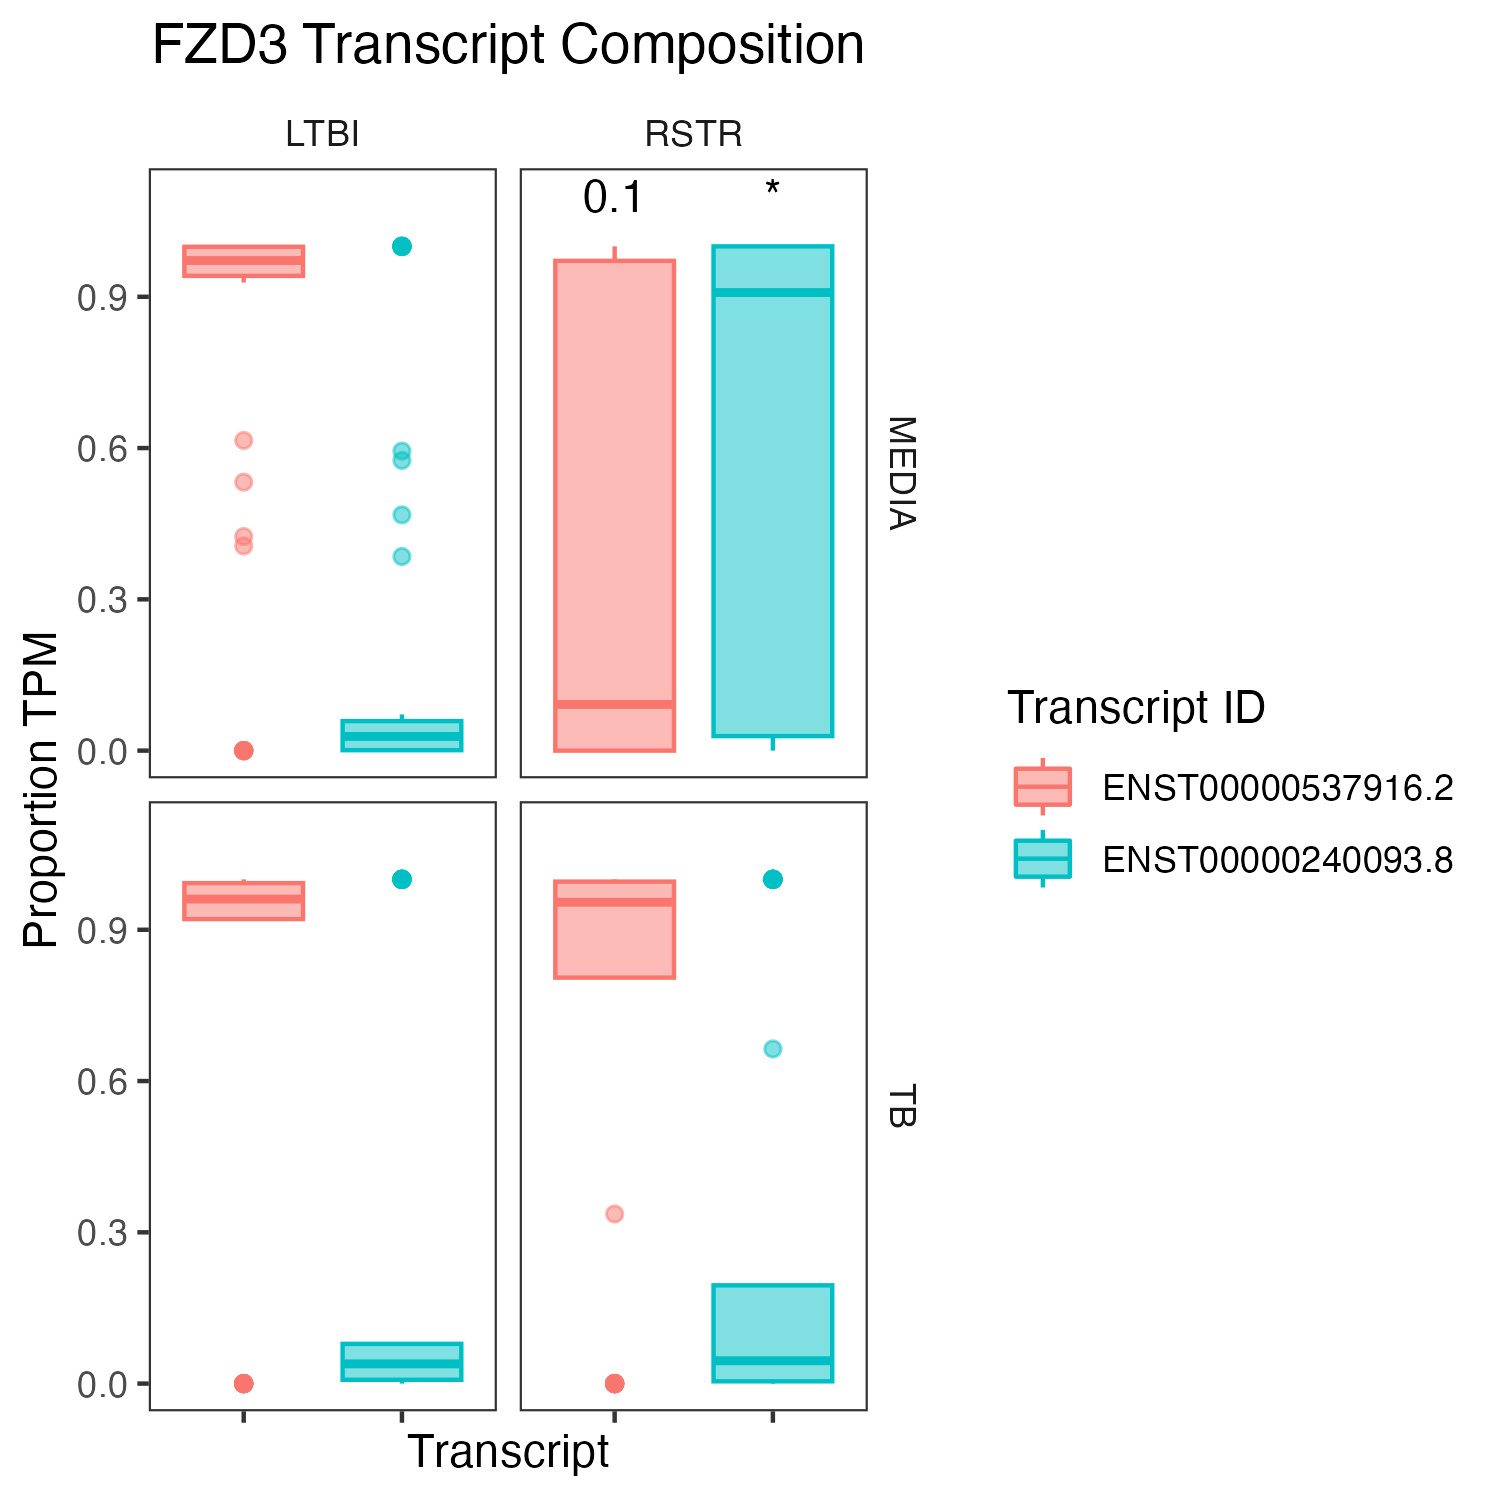 FZD3 Transcript Composition
LTBI
RSTR
0.1
*
0.9
0.6
0.3
0.0
MEDIA
0.9
0.6
0.3
0.0
TB
Proportion TPM
Transcript
Transcript ID
ENST00000537916.2
ENST00000240093.8